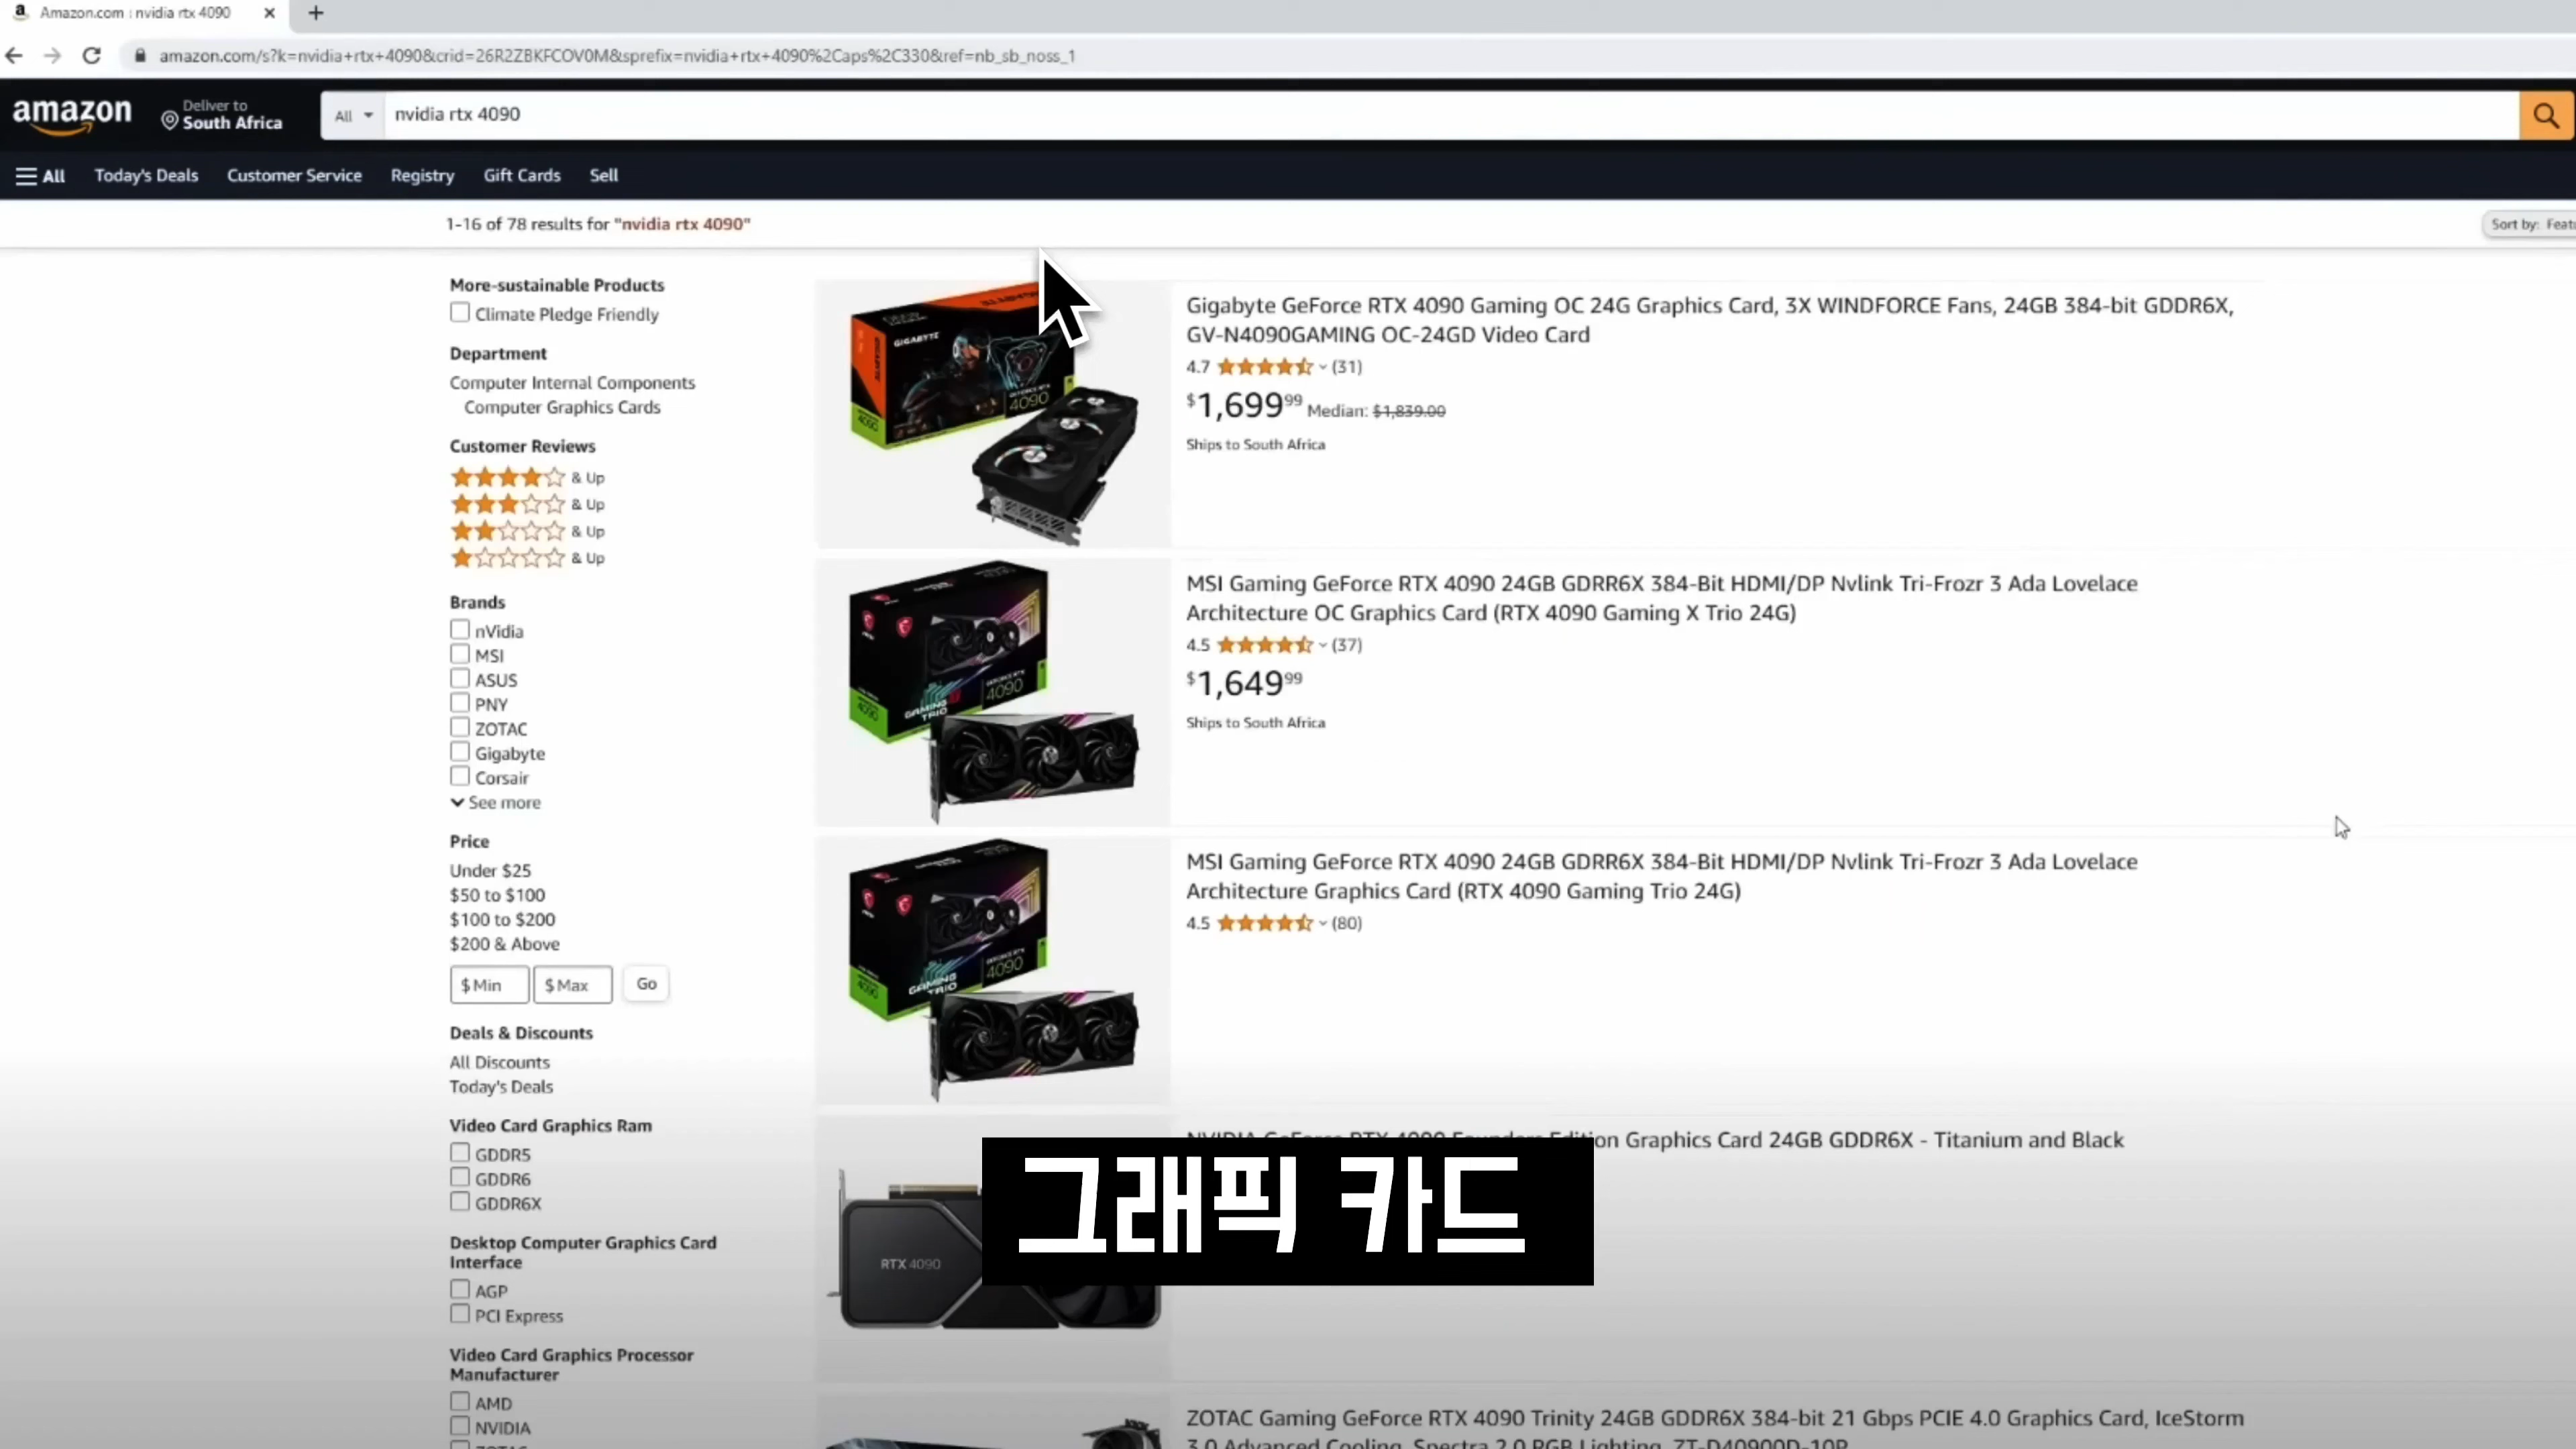 Amazon.com : nvidia rtx 4090
amazon.com/s?k=nvidia+rtx+4090&crid=26R2ZBKFCOV0M&sprefix=nvidia+rtx+4090%2Caps%2C330&ref=nb_sb_noss_1
amazon
Deliver to
South Africa
All
nvidia rtx 4090
All Today's Deals Customer Service Registry Gift Cards Sell
1-16 of 78 results for "nvidia rtx 4090"
Sort by:
More-sustainable Products
Climate Pledge Friendly
Department
Computer Internal Components
Computer Graphics Cards
Customer Reviews
& Up
& Up
& Up
& Up
Brands
nVidia
MSI
ASUS
PNY
ZOTAC
Gigabyte
Corsair
See more
Price
Under $25
$50 to $100
$100 to $200
$200 & Above
$ Min $ Max Go
Deals & Discounts
All Discounts
Today's Deals
Video Card Graphics Ram
GDDR5
GDDR6
GDDR6X
Desktop Computer Graphics Card
Interface
AGP
PCI Express
Video Card Graphics Processor
Manufacturer
AMD
NVIDIA
GIGABYTE
4090
4090
Gigabyte GeForce RTX 4090 Gaming OC 24G Graphics Card, 3X WINDFORCE Fans, 24GB 384-bit GDDR6X,
GV-N4090GAMING OC-24GD Video Card
4.7 (31)
$1,699.99 Median: $1,839.00
Ships to South Africa
4090
4090
GAMING
TRIO
MSI Gaming GeForce RTX 4090 24GB GDRR6X 384-Bit HDMI/DP Nvlink Tri-Frozr 3 Ada Lovelace
Architecture OC Graphics Card (RTX 4090 Gaming X Trio 24G)
4.5 (37)
$1,649.99
Ships to South Africa
4090
4090
GAMING
TRIO
MSI Gaming GeForce RTX 4090 24GB GDRR6X 384-Bit HDMI/DP Nvlink Tri-Frozr 3 Ada Lovelace
Architecture Graphics Card (RTX 4090 Gaming Trio 24G)
4.5 (80)
NVIDIA GeForce RTX 4090 Founders Edition Graphics Card 24GB GDDR6X - Titanium and Black
RTX 4090
그래픽 카드
ZOTAC Gaming GeForce RTX 4090 Trinity 24GB GDDR6X 384-bit 21 Gbps PCIE 4.0 Graphics Card, IceStorm
3.0 Advanced Cooling, Spectra 2.0 RGB Lighting, ZT-D40900D-10P